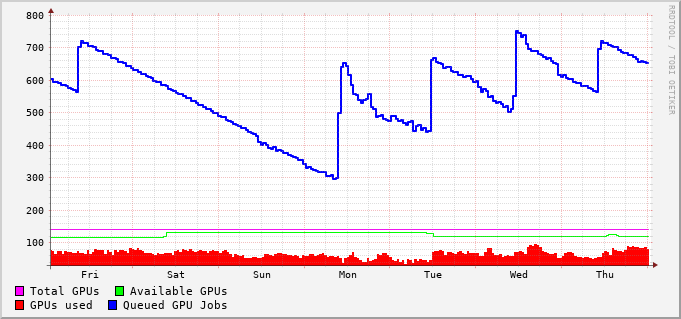 800
700
600
500
400
300
200
100
Fri Sat Sun Mon Tue Wed Thu
Total GPUs Available GPUs
GPUs used Queued GPU Jobs
RRDTOOL / TOBI OETIKER